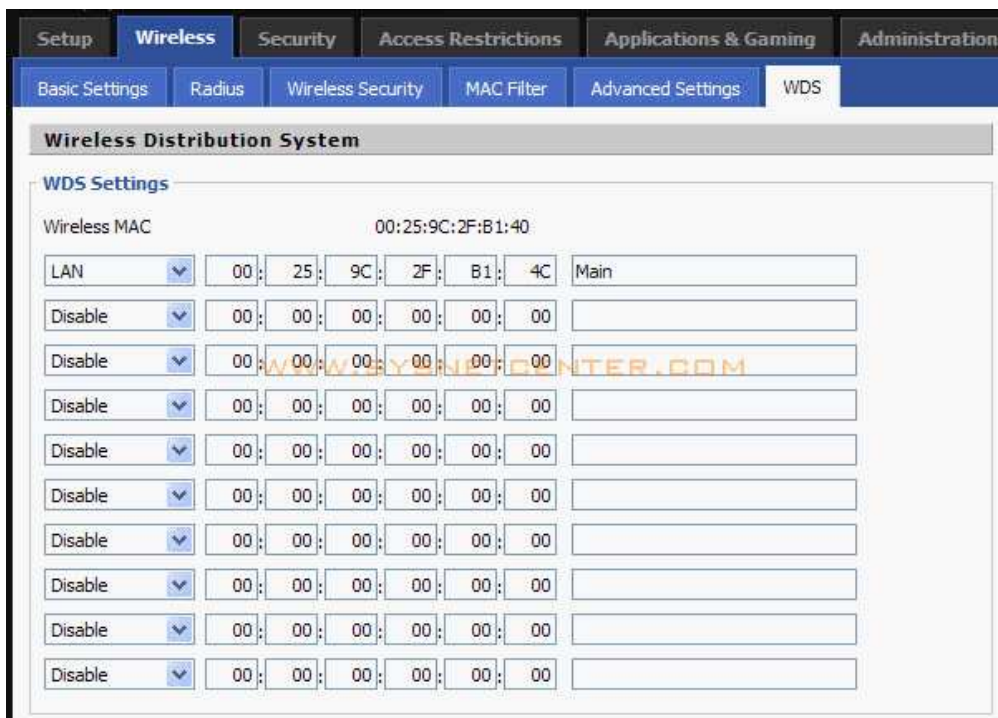 Setup Wireless Security Access Restrictions Applications & Gaming Administration
Basic Settings Radius Wireless Security MAC Filter Advanced Settings WDS
Wireless Distribution System
WDS Settings
Wireless MAC 00:25:9C:2F:B1:40
LAN 00: 25: 9C: 2F: B1: 4C Main
Disable 00: 00: 00: 00: 00: 00
Disable 00: 00: 00: 00: 00: 00
WWW.SYSNETCENTER.COM
Disable 00: 00: 00: 00: 00: 00
Disable 00: 00: 00: 00: 00: 00
Disable 00: 00: 00: 00: 00: 00
Disable 00: 00: 00: 00: 00: 00
Disable 00: 00: 00: 00: 00: 00
Disable 00: 00: 00: 00: 00: 00
Disable 00: 00: 00: 00: 00: 00